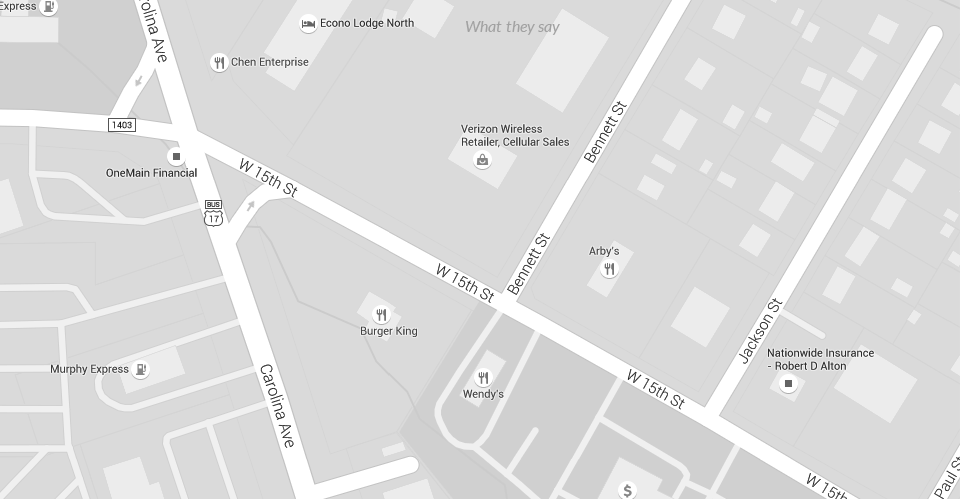 Express
Econo Lodge North
What they say
olina Ave
Chen Enterprise
1403
Verizon Wireless
Retailer, Cellular Sales
Bennett St
OneMain Financial
W 15th St
BUS
17
Bennett St
Arby's
W 15th St
Burger King
Jackson St
Nationwide Insurance
- Robert D Alton
Murphy Express
Carolina Ave
Wendy's
W 15th St
W 15th
Paul St
$